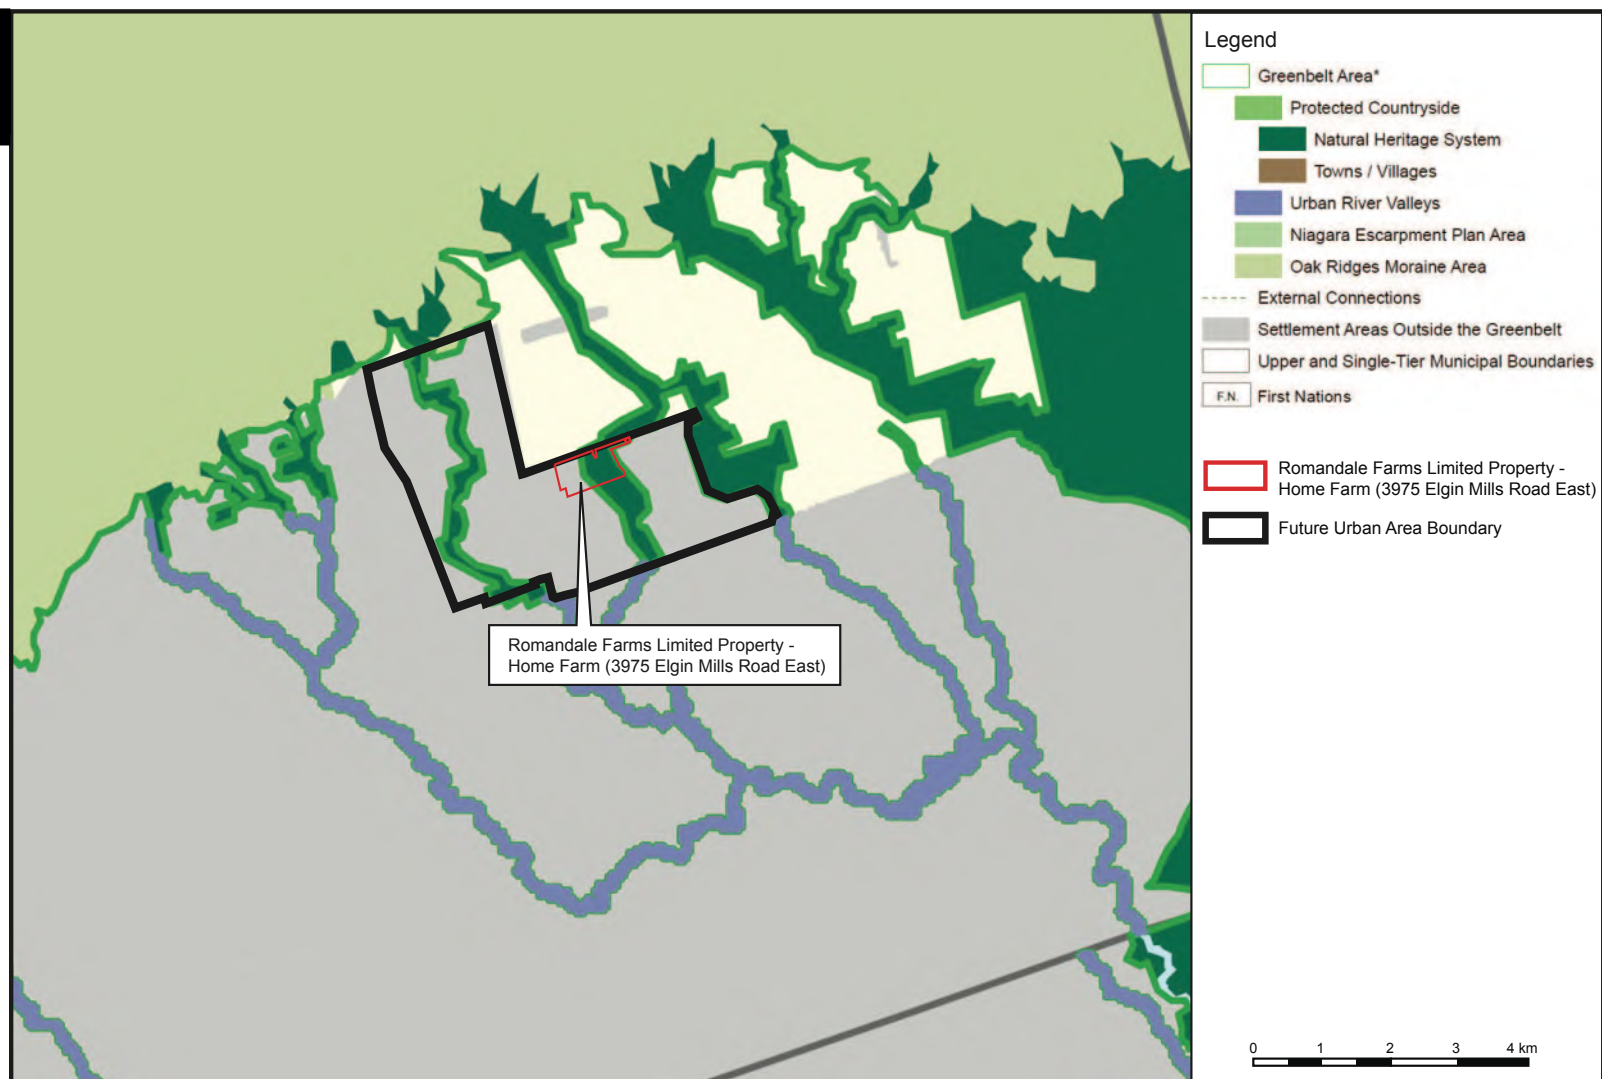 Legend
Greenbelt Area*
Protected Countryside
Natural Heritage System
Towns / Villages
Urban River Valleys
Niagara Escarpment Plan Area
Oak Ridges Moraine Area
External Connections
Settlement Areas Outside the Greenbelt
Upper and Single-Tier Municipal Boundaries
F.N. First Nations
Romandale Farms Limited Property -
Home Farm (3975 Elgin Mills Road East)
Future Urban Area Boundary
Romandale Farms Limited Property -
Home Farm (3975 Elgin Mills Road East)
0 1 2 3 4 km